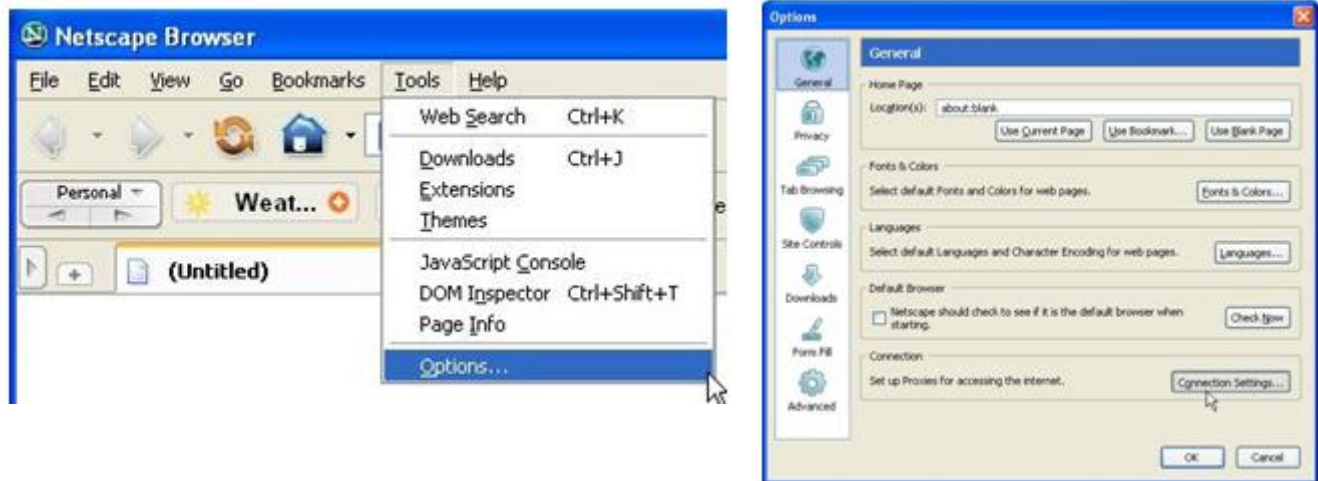 Netscape Browser
File Edit View Go Bookmarks Tools Help
Web Search Ctrl+K
Downloads Ctrl+J
Extensions
Themes
JavaScript Console
DOM Inspector Ctrl+Shift+T
Page Info
Options...
Personal
Weat...
e
(Untitled)
Options
General
Privacy
Tab Browsing
Site Controls
Downloads
Form Fill
Advanced
General
Home Page
Location(s): about:blank
Use Current Page Use Bookmark... Use Blank Page
Fonts & Colors
Select default Fonts and Colors for web pages. Fonts & Colors...
Languages
Select default Languages and Character Encoding for web pages. Languages...
Default Browser
Netscape should check to see if it is the default browser when
starting. Check Now
Connection
Set up Proxies for accessing the internet. Connection Settings...
OK Cancel